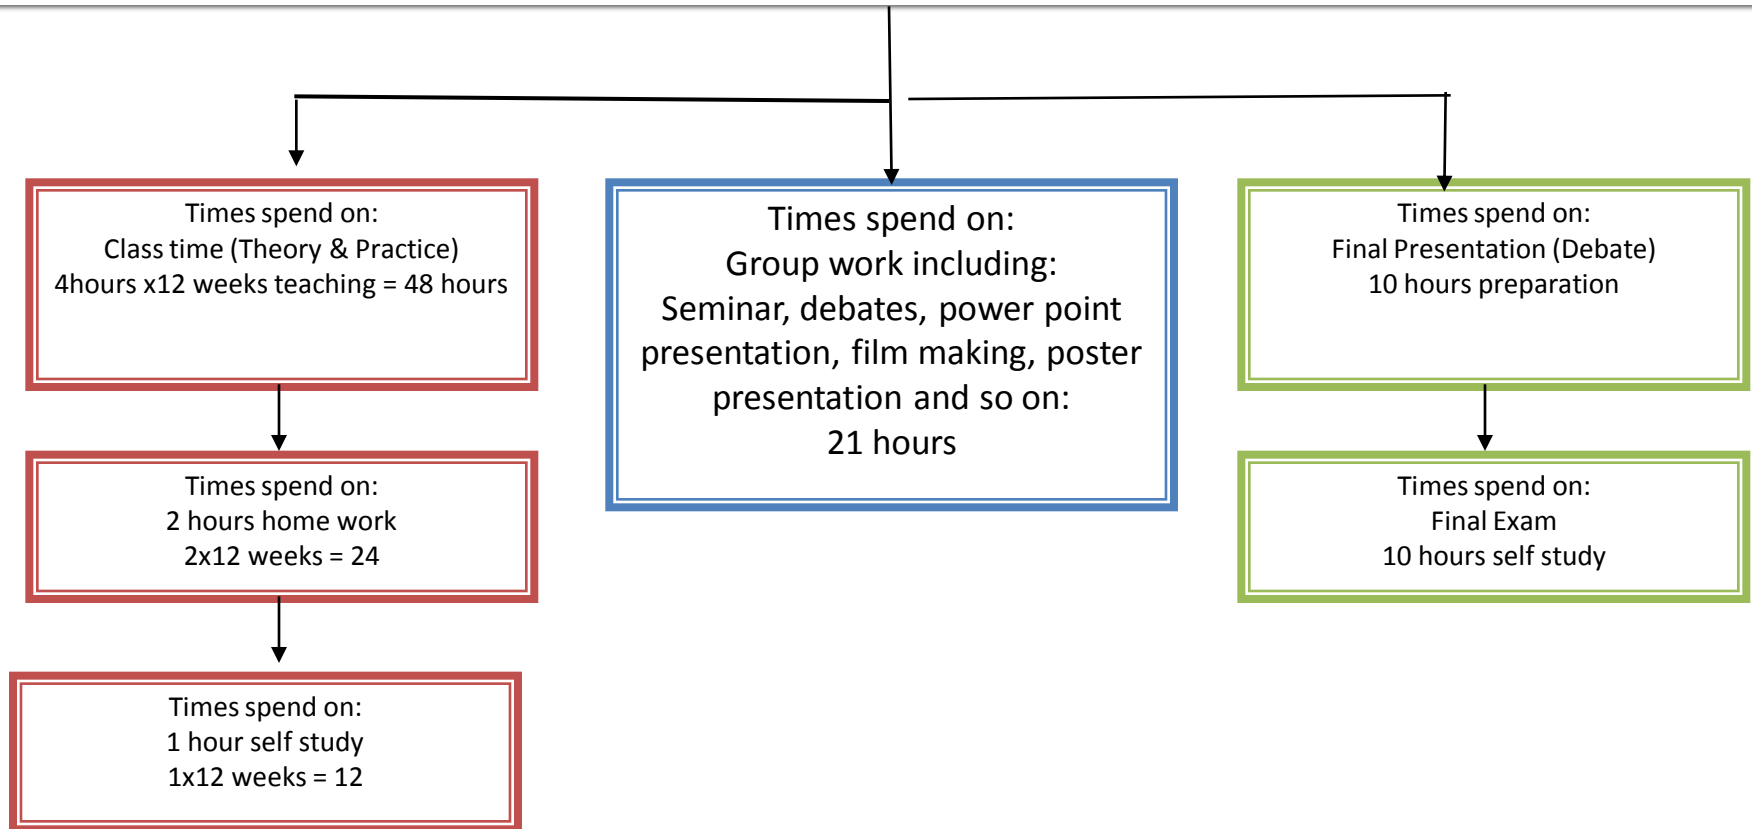 Times spend on:
Class time (Theory & Practice)
4hours x12 weeks teaching = 48 hours
Times spend on:
2 hours home work
2x12 weeks = 24
Times spend on:
1 hour self study
1x12 weeks = 12
Times spend on:
Group work including:
Seminar, debates, power point
presentation, film making, poster
presentation and so on:
21 hours
Times spend on:
Final Presentation (Debate)
10 hours preparation
Times spend on:
Final Exam
10 hours self study